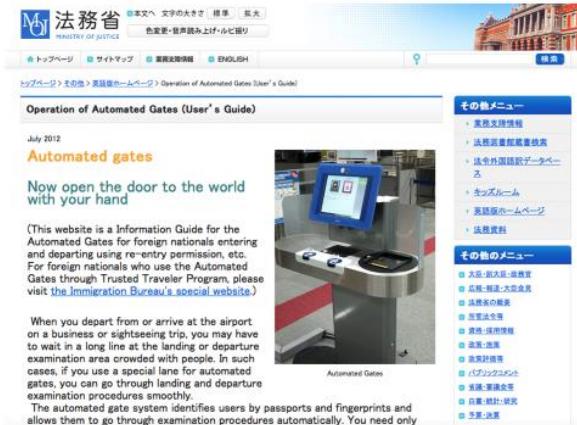 MOJ 法務省
MINISTRY OF JUSTICE
本文へ 文字の大きさ 標準 拡大
色変更・音声読み上げ・ルビ振り
トップページ サイトマップ 業務支障情報 ENGLISH
検索
トップページ > その他 > 英語版ホームページ > Operation of Automated Gates (User's Guide)
Operation of Automated Gates (User's Guide)
July 2012
Automated gates
Now open the door to the world
with your hand
(This website is a Information Guide for the
Automated Gates for foreign nationals entering
and departing using re-entry permission, etc.
For foreign nationals who use the Automated
Gates through Trusted Traveler Program, please
visit the Immigration Bureau's special website.)
When you depart from or arrive at the airport
on a business or sightseeing trip, you may have
to wait in a long line at the landing or departure
examination area crowded with people. In such
cases, if you use a special lane for automated
gates, you can go through landing and departure
examination procedures smoothly.
The automated gate system identifies users by passports and fingerprints and
allows them to go through examination procedures automatically. You need only
Automated Gates
その他メニュー
業務支障情報
法務図書館蔵書検索
法令外国語訳データベー
ス
キッズルーム
英語版ホームページ
法務資料
その他のメニュー
大臣・副大臣・政務官
広報・報道・大臣会見
法務省の概要
所管法令等
資格・採用情報
政策・施策
政策評価等
パブリックコメント
省議・審議会等
白書・統計・研究
予算・決算